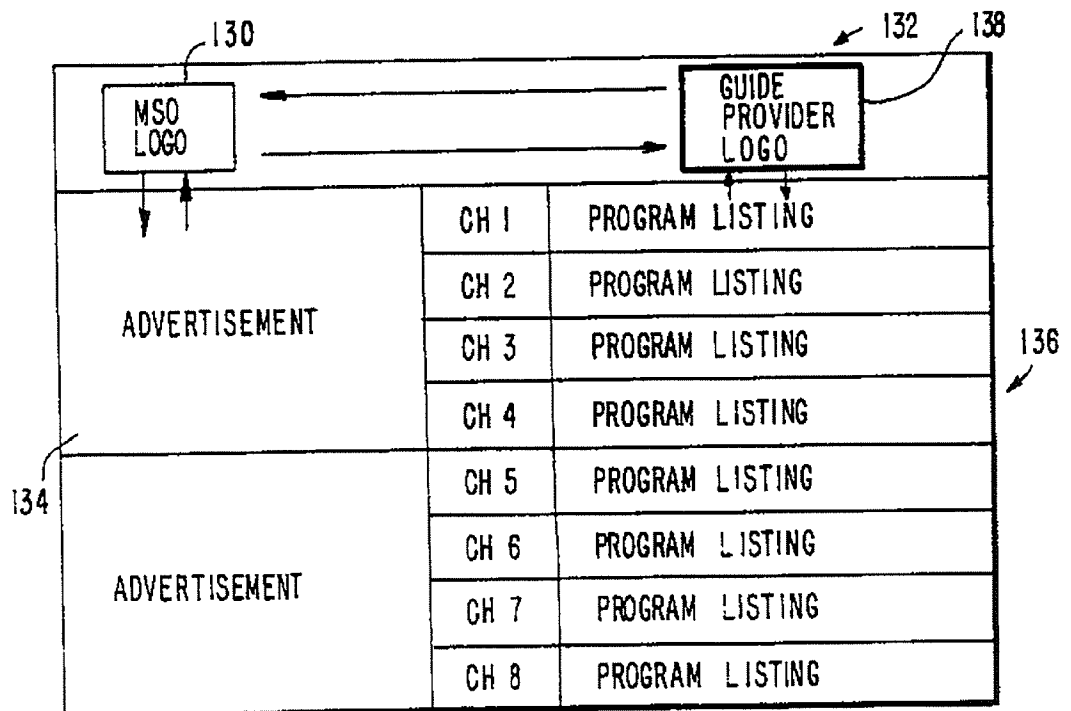 130
132
138
MSO
LOGO
GUIDE
PROVIDER
LOGO
CH 1 PROGRAM LISTING
CH 2 PROGRAM LISTING
ADVERTISEMENT
CH 3 PROGRAM LISTING
136
CH 4 PROGRAM LISTING
134
CH 5 PROGRAM LISTING
CH 6 PROGRAM LISTING
ADVERTISEMENT
CH 7 PROGRAM LISTING
CH 8 PROGRAM LISTING